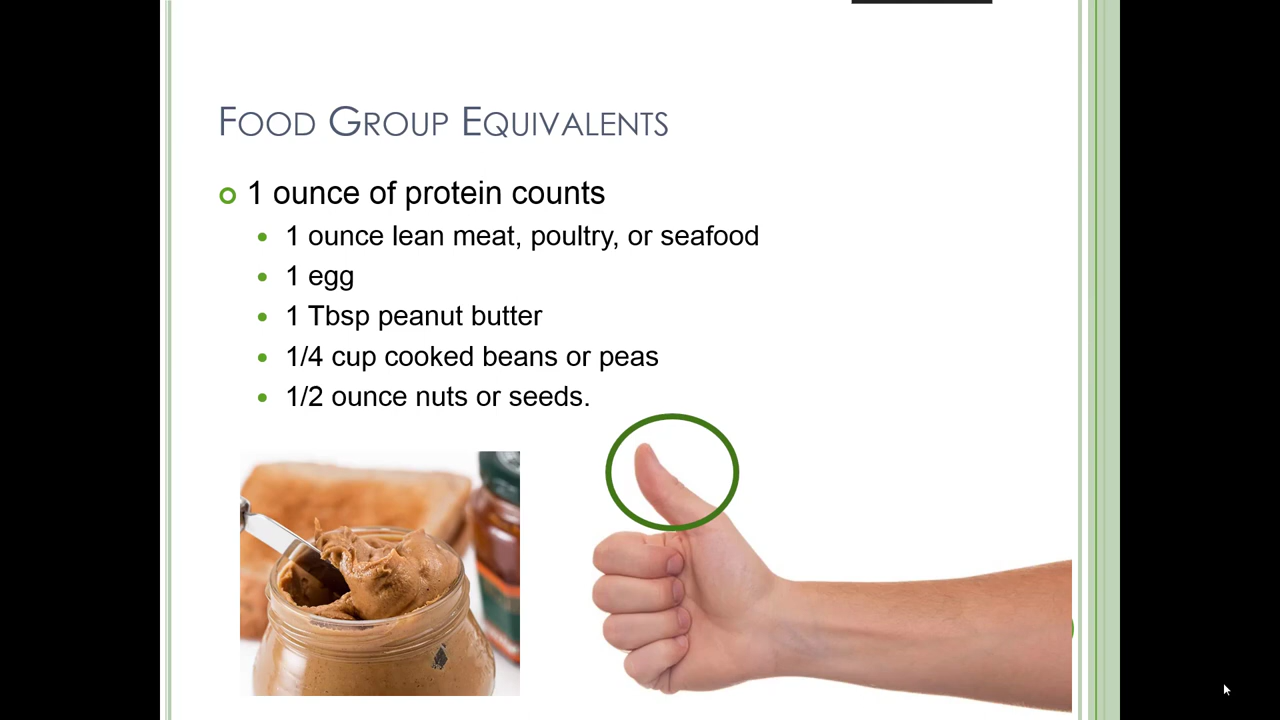 Food Group Equivalents
1 ounce of protein counts
1 ounce lean meat, poultry, or seafood
1 egg
1 Tbsp peanut butter
1/4 cup cooked beans or peas
1/2 ounce nuts or seeds.